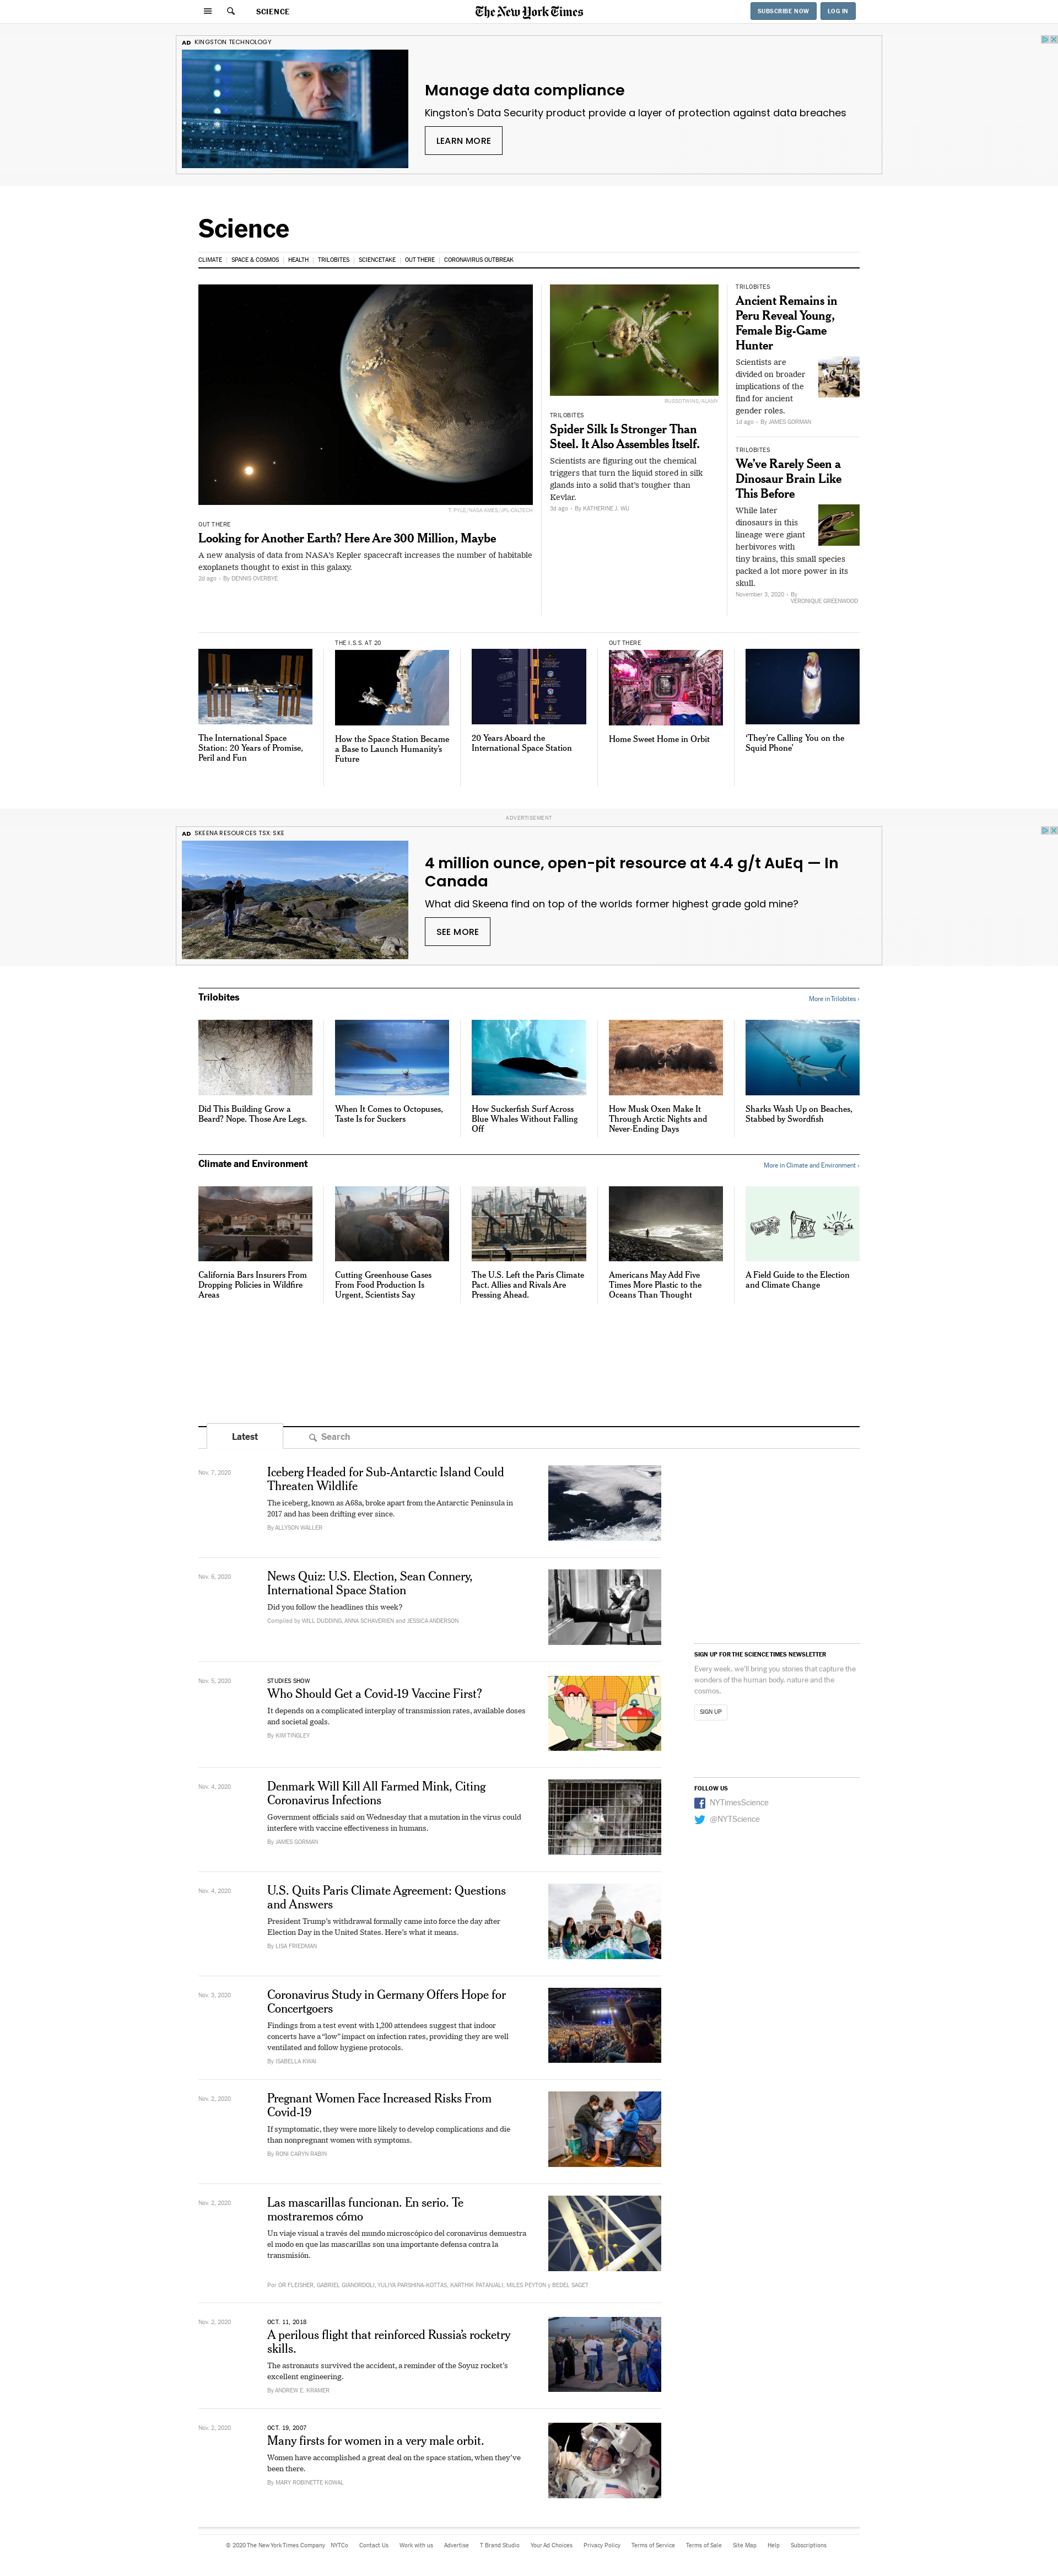 SCIENCE
The New York Times
SUBSCRIBE NOW
LOG IN
AD KINGSTON TECHNOLOGY
Manage data compliance
Kingston's Data Security product provide a layer of protection against data breaches
LEARN MORE
Science
CLIMATE | SPACE & COSMOS | HEALTH | TRILOBITES | SCIENCETAKE | OUT THERE | CORONAVIRUS OUTBREAK
T. PYLE/NASA AMES/JPL-CALTECH
OUT THERE
Looking for Another Earth? Here Are 300 Million, Maybe
A new analysis of data from NASA's Kepler spacecraft increases the number of habitable
exoplanets thought to exist in this galaxy.
2d ago - By DENNIS OVERBYE
RUSSOTWINS/ALAMY
TRILOBITES
Spider Silk Is Stronger Than
Steel. It Also Assembles Itself.
Scientists are figuring out the chemical
triggers that turn the liquid stored in silk
glands into a solid that's tougher than
Kevlar.
3d ago - By KATHERINE J. WU
TRILOBITES
Ancient Remains in
Peru Reveal Young,
Female Big-Game
Hunter
Scientists are
divided on broader
implications of the
find for ancient
gender roles.
1d ago - By JAMES GORMAN
TRILOBITES
We've Rarely Seen a
Dinosaur Brain Like
This Before
While later
dinosaurs in this
lineage were giant
herbivores with
tiny brains, this small species
packed a lot more power in its
skull.
November 3, 2020 - By
VERONIQUE GREENWOOD
The International Space
Station: 20 Years of Promise,
Peril and Fun
THE I.S.S. AT 20
How the Space Station Became
a Base to Launch Humanity's
Future
20 Years Aboard the
International Space Station
OUT THERE
Home Sweet Home in Orbit
'They're Calling You on the
Squid Phone'
ADVERTISEMENT
AD SKEENA RESOURCES TSX: SKE
4 million ounce, open-pit resource at 4.4 g/t AuEq — In
Canada
What did Skeena find on top of the worlds former highest grade gold mine?
SEE MORE
Trilobites
More in Trilobites ›
Did This Building Grow a
Beard? Nope. Those Are Legs.
When It Comes to Octopuses,
Taste Is for Suckers
How Suckerfish Surf Across
Blue Whales Without Falling
Off
How Musk Oxen Make It
Through Arctic Nights and
Never-Ending Days
Sharks Wash Up on Beaches,
Stabbed by Swordfish
Climate and Environment
More in Climate and Environment ›
California Bars Insurers From
Dropping Policies in Wildfire
Areas
Cutting Greenhouse Gases
From Food Production Is
Urgent, Scientists Say
The U.S. Left the Paris Climate
Pact. Allies and Rivals Are
Pressing Ahead.
Americans May Add Five
Times More Plastic to the
Oceans Than Thought
A Field Guide to the Election
and Climate Change
Latest
Search
Nov. 7, 2020
Iceberg Headed for Sub-Antarctic Island Could
Threaten Wildlife
The iceberg, known as A68a, broke apart from the Antarctic Peninsula in
2017 and has been drifting ever since.
By ALLYSON WALLER
Nov. 6, 2020
News Quiz: U.S. Election, Sean Connery,
International Space Station
Did you follow the headlines this week?
Compiled by WILL DUDDING, ANNA SCHAVERIEN and JESSICA ANDERSON
SIGN UP FOR THE SCIENCE TIMES NEWSLETTER
Every week, we'll bring you stories that capture the
wonders of the human body, nature and the
cosmos.
SIGN UP
Nov. 5, 2020
STUDIES SHOW
Who Should Get a Covid-19 Vaccine First?
It depends on a complicated interplay of transmission rates, available doses
and societal goals.
By KIM TINGLEY
FOLLOW US
NYTimesScience
@NYTScience
Nov. 4, 2020
Denmark Will Kill All Farmed Mink, Citing
Coronavirus Infections
Government officials said on Wednesday that a mutation in the virus could
interfere with vaccine effectiveness in humans.
By JAMES GORMAN
Nov. 4, 2020
U.S. Quits Paris Climate Agreement: Questions
and Answers
President Trump's withdrawal formally came into force the day after
Election Day in the United States. Here's what it means.
By LISA FRIEDMAN
Nov. 3, 2020
Coronavirus Study in Germany Offers Hope for
Concertgoers
Findings from a test event with 1,200 attendees suggest that indoor
concerts have a "low" impact on infection rates, providing they are well
ventilated and follow hygiene protocols.
By ISABELLA KWAI
Nov. 2, 2020
Pregnant Women Face Increased Risks From
Covid-19
If symptomatic, they were more likely to develop complications and die
than nonpregnant women with symptoms.
By RONI CARYN RABIN
Nov. 2, 2020
Las mascarillas funcionan. En serio. Te
mostraremos cómo
Un viaje visual a través del mundo microscópico del coronavirus demuestra
el modo en que las mascarillas son una importante defensa contra la
transmisión.
Por OR FLEISHER, GABRIEL GIANORDOLI, YULIYA PARSHINA-KOTTAS, KARTHIK PATANJALI, MILES PEYTON y BEDEL SAGET
Nov. 2, 2020
OCT. 11, 2018
A perilous flight that reinforced Russia's rocketry
skills.
The astronauts survived the accident, a reminder of the Soyuz rocket's
excellent engineering.
By ANDREW E. KRAMER
Nov. 2, 2020
OCT. 19, 2007
Many firsts for women in a very male orbit.
Women have accomplished a great deal on the space station, when they've
been there.
By MARY ROBINETTE KOWAL
© 2020 The New York Times Company NYTCo Contact Us Work with us Advertise T Brand Studio Your Ad Choices Privacy Policy Terms of Service Terms of Sale Site Map Help Subscriptions